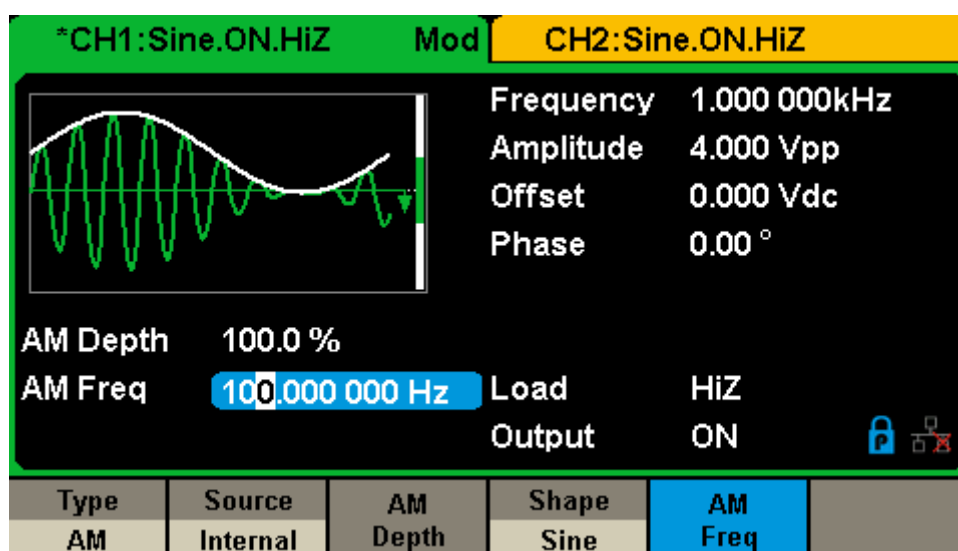 *CH1:Sine.ON.HiZ Mod CH2:Sine.ON.HiZ
Frequency 1.000 000kHz
Amplitude 4.000 Vpp
Offset 0.000 Vdc
Phase 0.00 °
AM Depth 100.0 %
AM Freq 100.000 000 Hz Load HiZ
Output ON P
Type Source AM Depth Shape AM Freq
AM Internal Sine